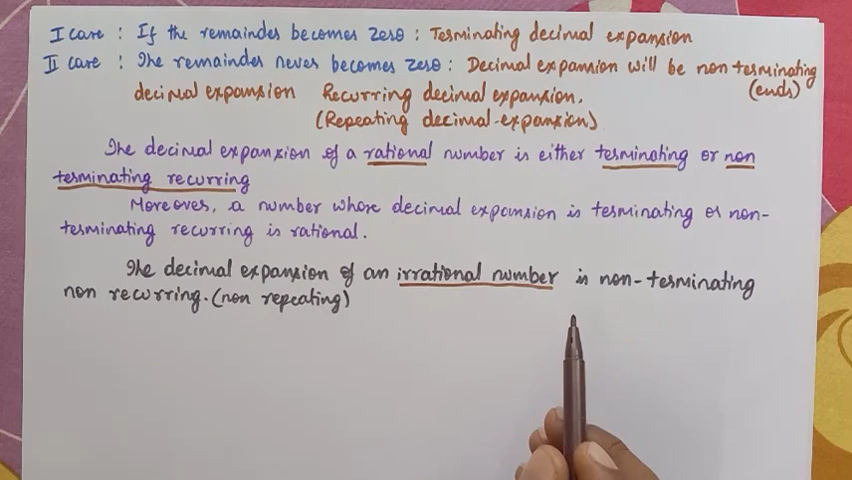 I case : If the remainder becomes zero : Terminating decimal expansion
II case : The remainder never becomes zero : Decimal expansion will be non terminating
decimal expansion Recurring decimal expansion. (ends)
(Repeating decimal expansion)
The decimal expansion of a rational number is either terminating or non
terminating recurring
Moreover, a number whose decimal expansion is terminating or non-
terminating recurring is rational.
The decimal expansion of an irrational number is non-terminating
non recurring. (non repeating)